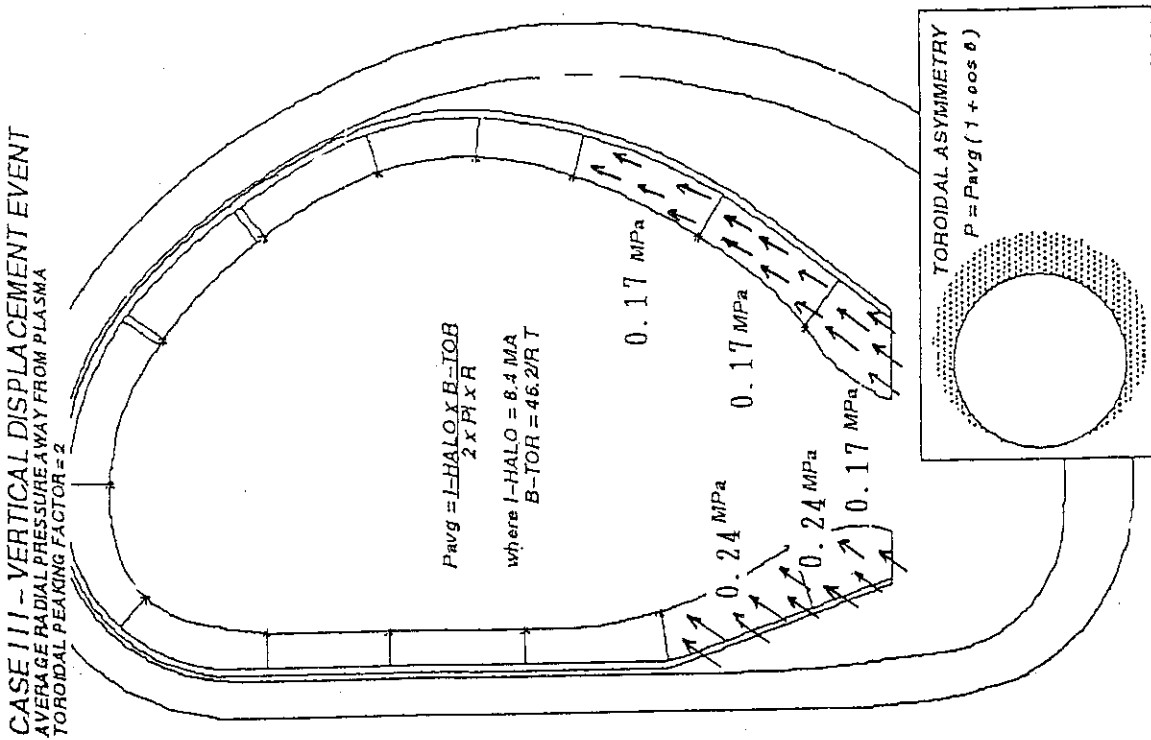 CASE III - VERTICAL DISPLACEMENT EVENT
AVERAGE RADIAL PRESSURE AWAY FROM PLASMA
TOROIDAL PEAKING FACTOR = 2
Pavg = I-HALO x B-TOR
2 x PI x R
where I-HALO = 8.4 MA
B-TOR = 46.2/R T
0.17 MPa
0.17 MPa
0.17 MPa
0.24 MPa
0.24 MPa
TOROIDAL ASYMMETRY
P = Pavg ( 1 + cos θ )